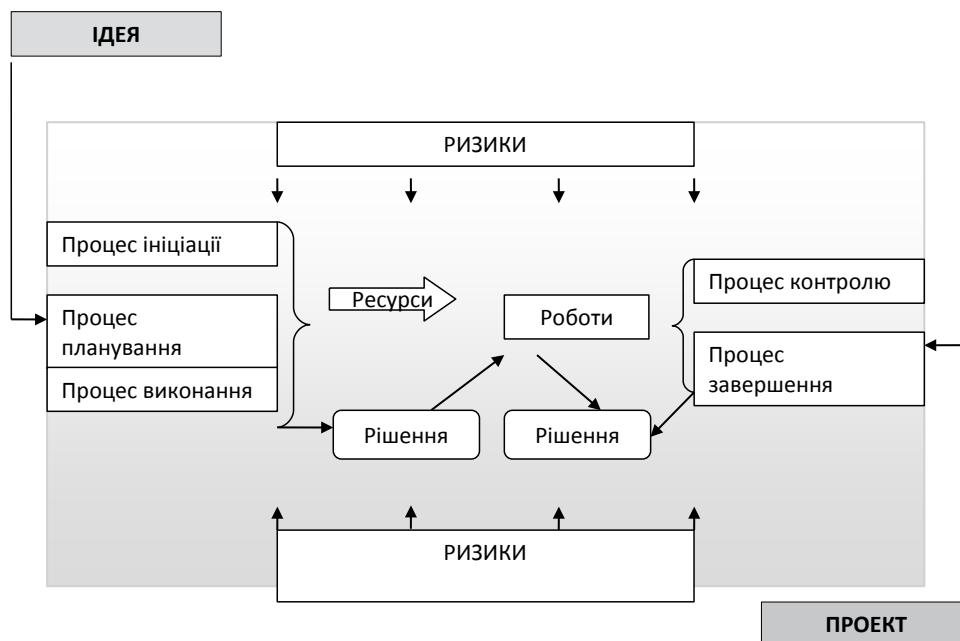 ІДЕЯ
РИЗИКИ
Процес ініціації
Процес
планування
Процес виконання
Ресурси
Роботи
Процес контролю
Процес
завершення
Рішення
Рішення
РИЗИКИ
ПРОЕКТ